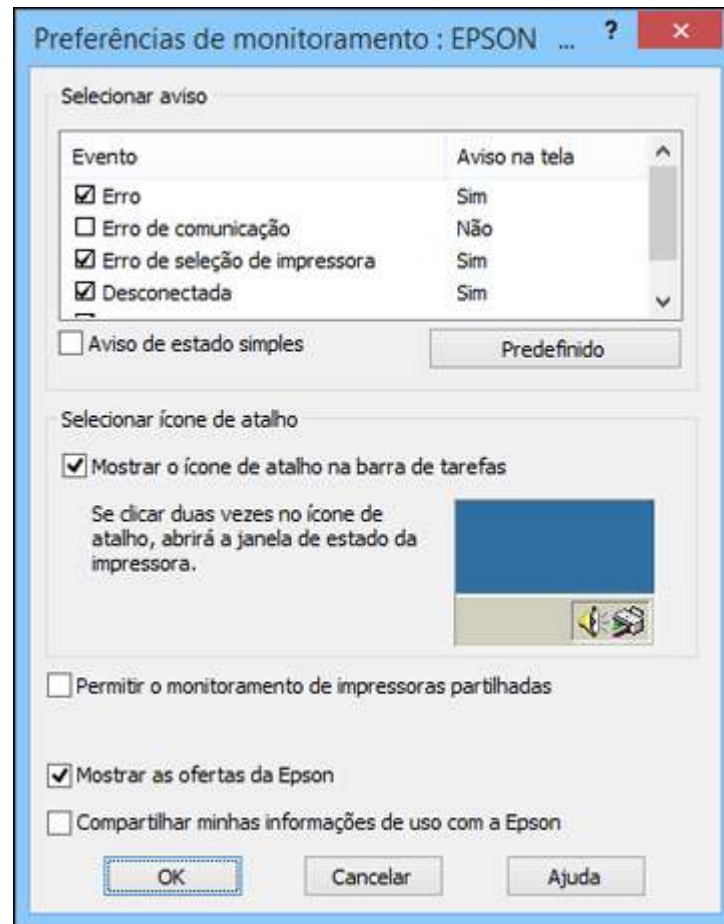 Preferências de monitoramento : EPSON ... ?
Selecionar aviso
Evento Aviso na tela
Erro Sim
Erro de comunicação Não
Erro de seleção de impressora Sim
Desconectada Sim
Aviso de estado simples Predefinido
Selecionar ícone de atalho
Mostrar o ícone de atalho na barra de tarefas
Se clicar duas vezes no ícone de
atalho, abrirá a janela de estado da
impressora.
Permitir o monitoramento de impressoras partilhadas
Mostrar as ofertas da Epson
Compartilhar minhas informações de uso com a Epson
OK Cancelar Ajuda